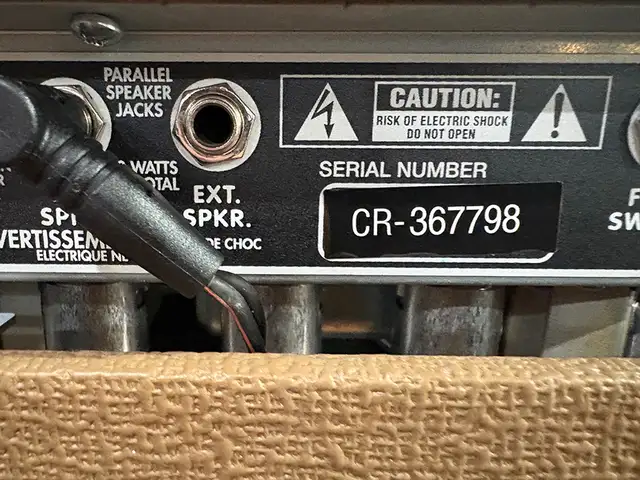 PARALLEL
SPEAKER
JACKS
WATTS
EXT.
SPKR.
DE CHOC
ELECTRIQUE
CAUTION:
RISK OF ELECTRIC SHOCK
DO NOT OPEN
SERIAL NUMBER
CR-367798